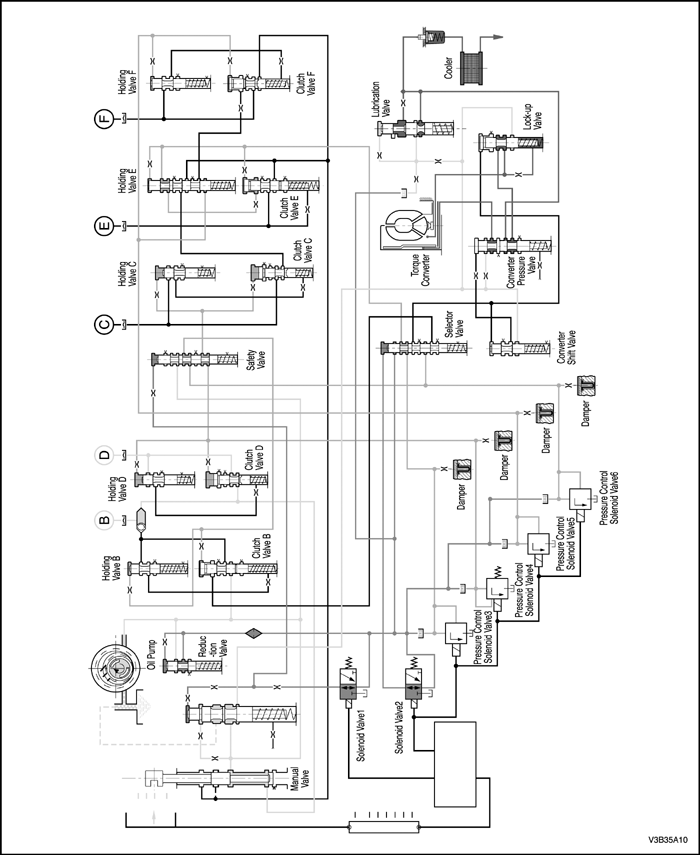 Holding
Valve F
Clutch
Valve F
F
Holding
Valve E
Clutch
Valve E
E
Holding
Valve C
Clutch
Valve C
C
Safety
Valve
D
Holding
Valve D
Clutch
Valve D
B
Holding
Valve B
Clutch
Valve B
Oil Pump
Reduc
-tion
Valve
Manual
Valve
Cooler
Lubrication
Valve
Lock-up
Valve
Torque
Converter
Converter
Pressure
Valve
Selector
Valve
Converter
Shift Valve
Damper
Damper
Damper
Damper
Pressure Control
Solenoid Valve6
Pressure Control
Solenoid Valve5
Pressure Control
Solenoid Valve4
Pressure Control
Solenoid Valve3
Solenoid Valve1
Solenoid Valve2
V3B35A10